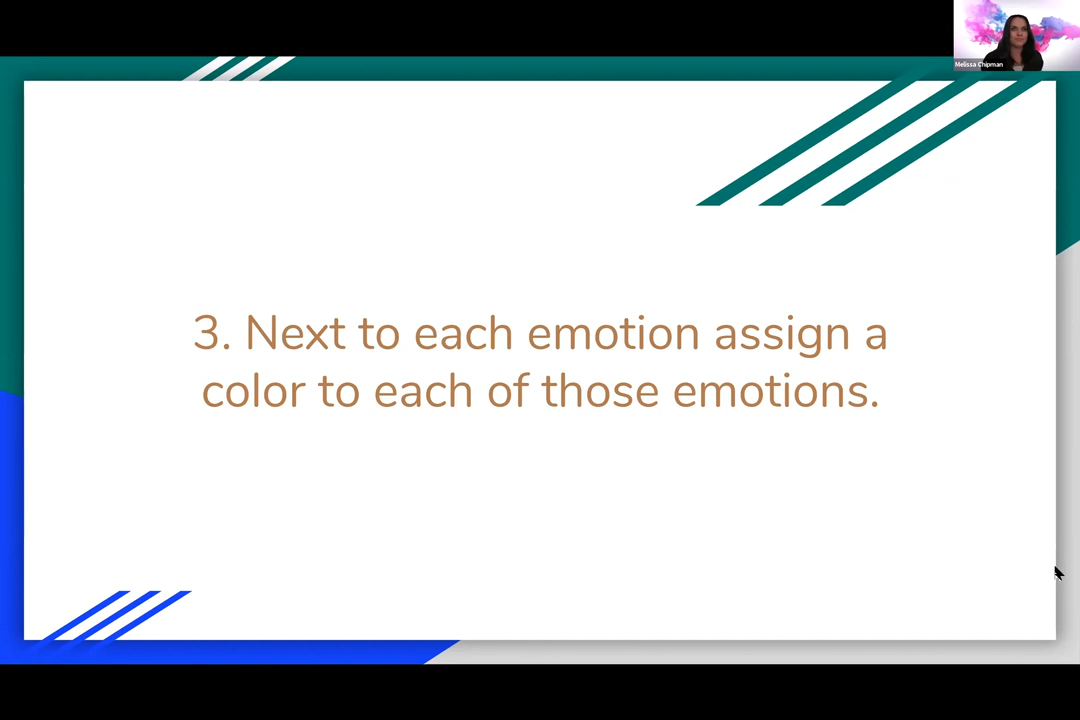 Melissa Chipman
3. Next to each emotion assign a
color to each of those emotions.